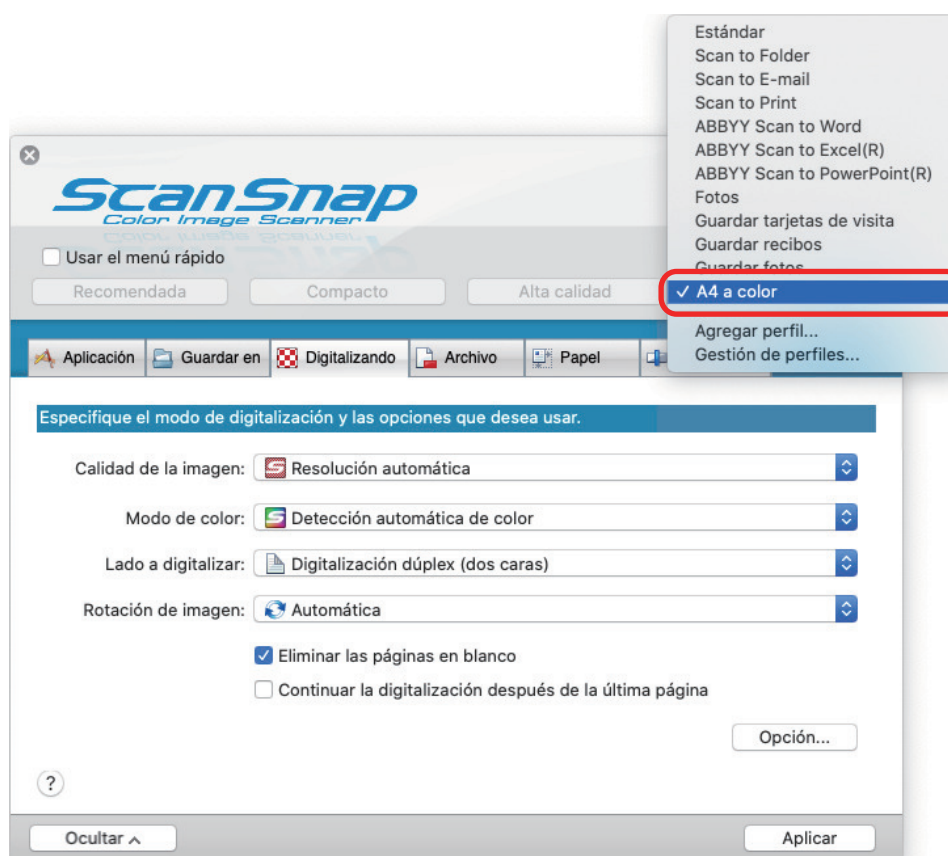 Estándar
Scan to Folder
Scan to E-mail
Scan to Print
ABBYY Scan to Word
ABBYY Scan to Excel(R)
ABBYY Scan to PowerPoint(R)
Fotos
Guardar tarjetas de visita
Guardar recibos
Guardar fotos
✓ A4 a color
Agregar perfil...
Gestión de perfiles...
ScanSnap
Color Image Scanner
Usar el menú rápido
Recomendada Compacto Alta calidad
Aplicación Guardar en Digitalizando Archivo Papel
Especifique el modo de digitalización y las opciones que desea usar.
Calidad de la imagen: Resolución automática
Modo de color: Detección automática de color
Lado a digitalizar: Digitalización dúplex (dos caras)
Rotación de imagen: Automática
Eliminar las páginas en blanco
Continuar la digitalización después de la última página
Opción...
?
Ocultar Aplicar